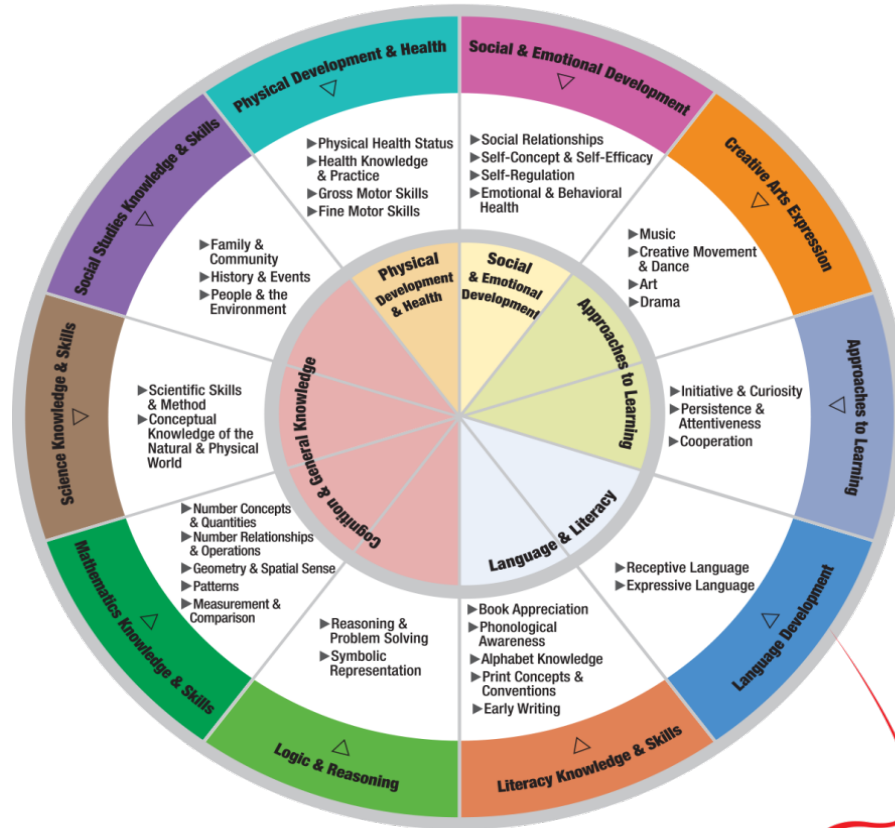 Physical Development & Health
▶Physical Health Status
▶Health Knowledge
& Practice
▶Gross Motor Skills
▶Fine Motor Skills
Social & Emotional Development
▶Social Relationships
▶Self-Concept & Self-Efficacy
▶Self-Regulation
▶Emotional & Behavioral
Health
Creative Arts Expression
▶Music
▶Creative Movement
& Dance
▶Art
▶Drama
Approaches to Learning
▶Initiative & Curiosity
▶Persistence &
Attentiveness
▶Cooperation
Language Development
▶Receptive Language
▶Expressive Language
Literacy Knowledge & Skills
▶Book Appreciation
▶Phonological
Awareness
▶Alphabet Knowledge
▶Print Concepts &
Conventions
▶Early Writing
Logic & Reasoning
▶Reasoning &
Problem Solving
▶Symbolic
Representation
Mathematics Knowledge & Skills
▶Number Concepts
& Quantities
▶Number Relationships
& Operations
▶Geometry & Spatial Sense
▶Patterns
▶Measurement &
Comparison
Science Knowledge & Skills
▶Scientific Skills
& Method
▶Conceptual
Knowledge of the
Natural & Physical
World
Social Studies Knowledge & Skills
▶Family &
Community
▶History & Events
▶People & the
Environment
Physical
Development
& Health
Social
& Emotional
Development
Approaches to Learning
Language & Literacy
Cognition & General Knowledge